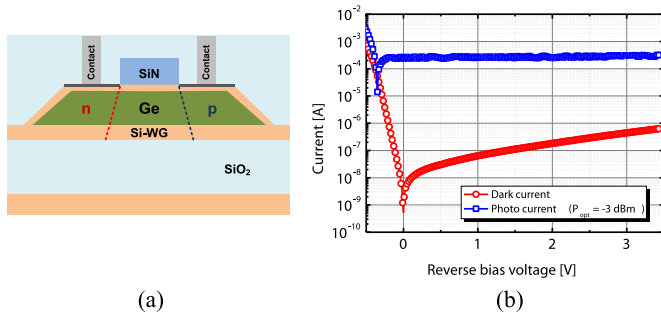 (a)
Contact
SiN
Contact
n
Ge
p
Si-WG
SiO2
(b)
Current [A]
10⁻²
10⁻³
10⁻⁴
10⁻⁵
10⁻⁶
10⁻⁷
10⁻⁸
10⁻⁹
10⁻¹⁰
Dark current
Photo current (P_opt = -3 dBm )
0 1 2 3
Reverse bias voltage [V]
(a) (b)